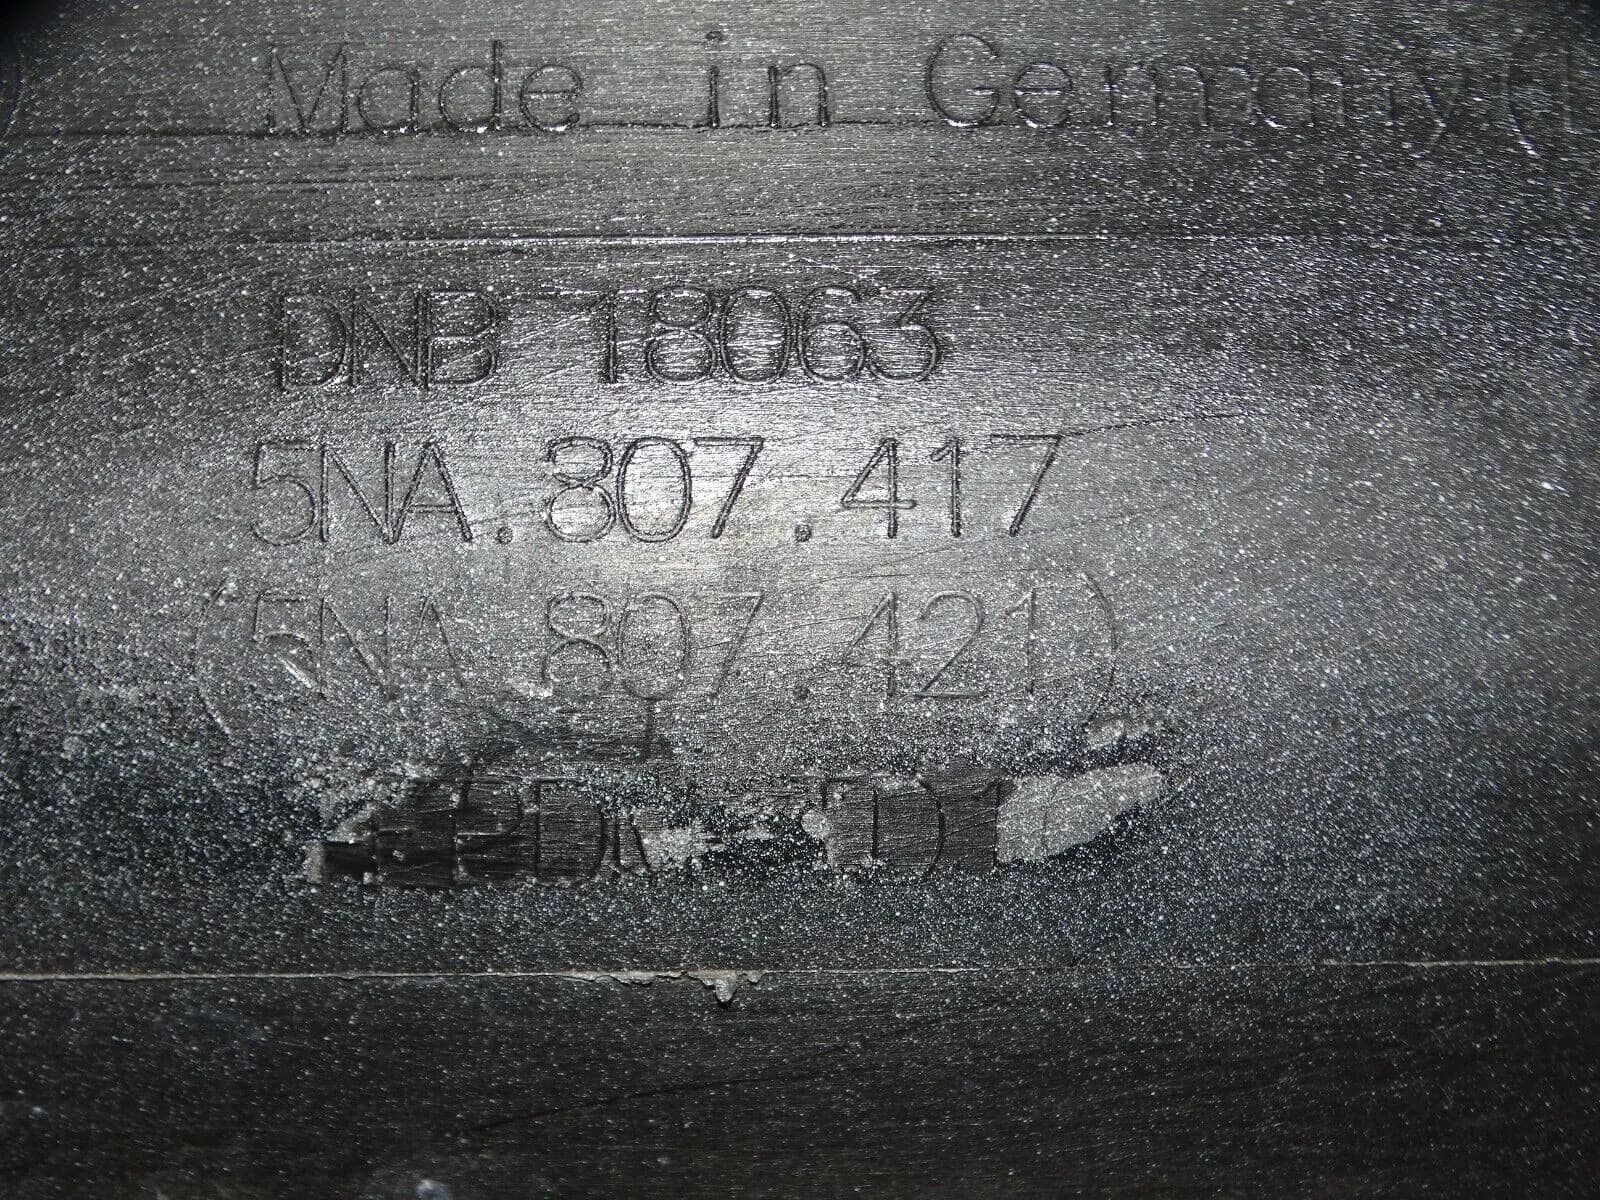 Made in Germany
DNB 18063
5NA.807.417
(5NA.807.421)